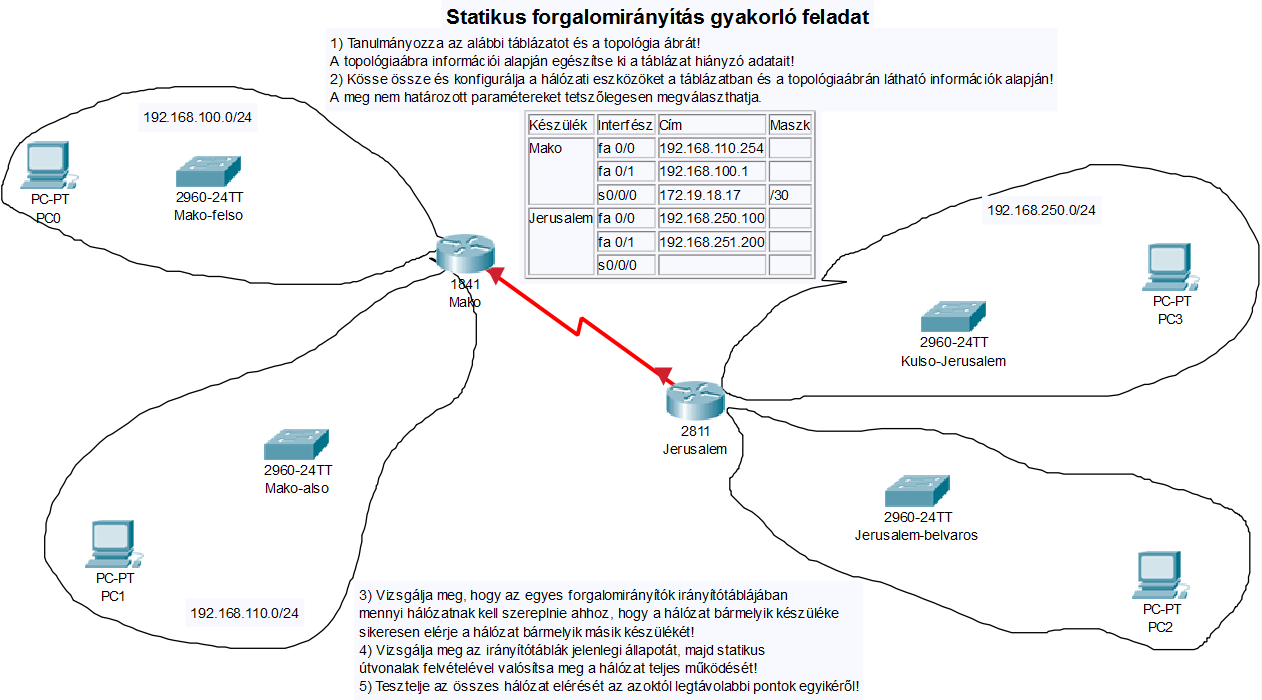 Statikus forgalomirányítás gyakorló feladat
1) Tanulmányozza az alábbi táblázatot és a topológia ábrát!
A topológiaábra információi alapján egészítse ki a táblázat hiányzó adatait!
2) Kösse össze és konfigurálja a hálózati eszközöket a táblázatban és a topológiaábrán látható információk alapján!
A meg nem határozott paramétereket tetszőlegesen megválaszthatja.
Készülék Interfész Cím Maszk
Mako fa 0/0 192.168.110.254
fa 0/1 192.168.100.1
s0/0/0 172.19.18.17 /30
Jerusalem fa 0/0 192.168.250.100
fa 0/1 192.168.251.200
s0/0/0
192.168.100.0/24
PC-PT
PC0
2960-24TT
Mako-felso
1841
Mako
192.168.250.0/24
PC-PT
PC3
2960-24TT
Kulso-Jerusalem
2811
Jerusalem
2960-24TT
Mako-also
PC-PT
PC1
192.168.110.0/24
2960-24TT
Jerusalem-belvaros
PC-PT
PC2
3) Vizsgálja meg, hogy az egyes forgalomirányítók irányítótáblájában
mennyi hálózatnak kell szereplnie ahhoz, hogy a hálózat bármelyik készüléke
sikeresen elérje a hálózat bármelyik másik készülékét!
4) Vizsgálja meg az irányítótáblák jelenlegi állapotát, majd statikus
útvonalak felvételével valósítsa meg a hálózat teljes működését!
5) Tesztelje az összes hálózat elérését az azoktól legtávolabbi pontok egyikéről!